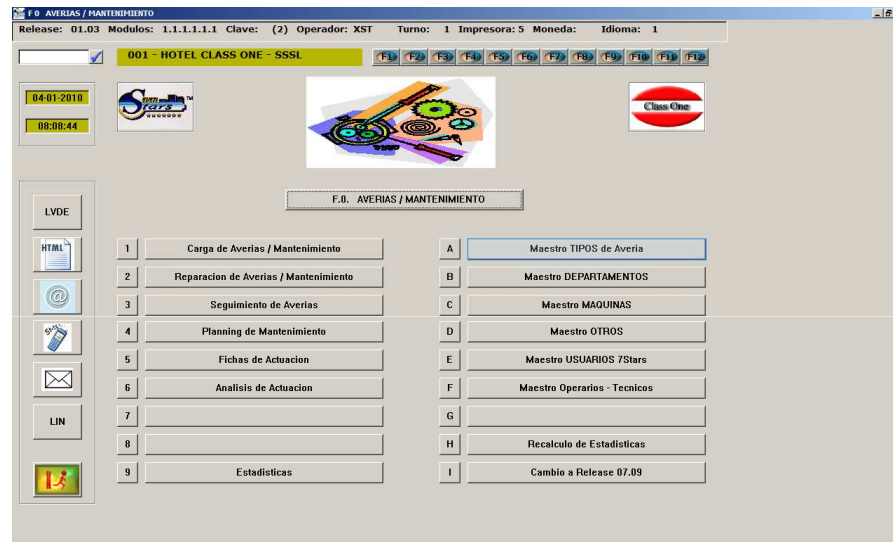 F 0 AVERIAS / MANTENIMIENTO
Release: 01.03 Modulos: 1.1.1.1.1.1 Clave: (2) Operador: XST Turno: 1 Impresora: 5 Moneda: Idioma: 1
001 - HOTEL CLASS ONE - SSSL F1 F2 F3 F4 F5 F6 F7 F8 F9 F10 F11 F12
04-01-2010
08:08:44
Seven Stars
Class One
F.0. AVERIAS / MANTENIMIENTO
LVDE
HTML
@
SMS
LIN
1 Carga de Averias / Mantenimiento
2 Reparacion de Averias / Mantenimiento
3 Seguimiento de Averias
4 Planning de Mantenimiento
5 Fichas de Actuacion
6 Analisis de Actuacion
7
8
9 Estadisticas
A Maestro TIPOS de Averia
B Maestro DEPARTAMENTOS
C Maestro MAQUINAS
D Maestro OTROS
E Maestro USUARIOS 7Stars
F Maestro Operarios - Tecnicos
G
H Recalculo de Estadisticas
I Cambio a Release 07.09